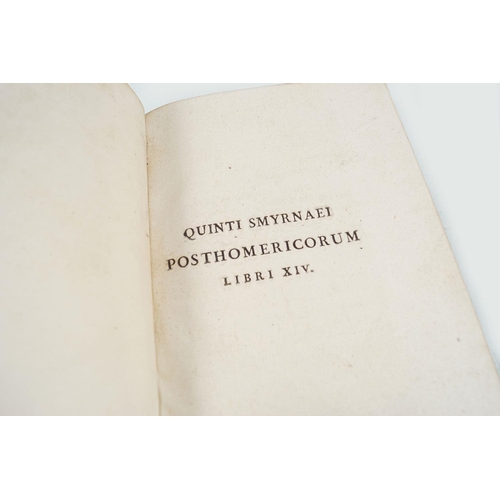 QUINTI SMYRNAEI
POSTHOMERICORUM
LIBRI XIV.